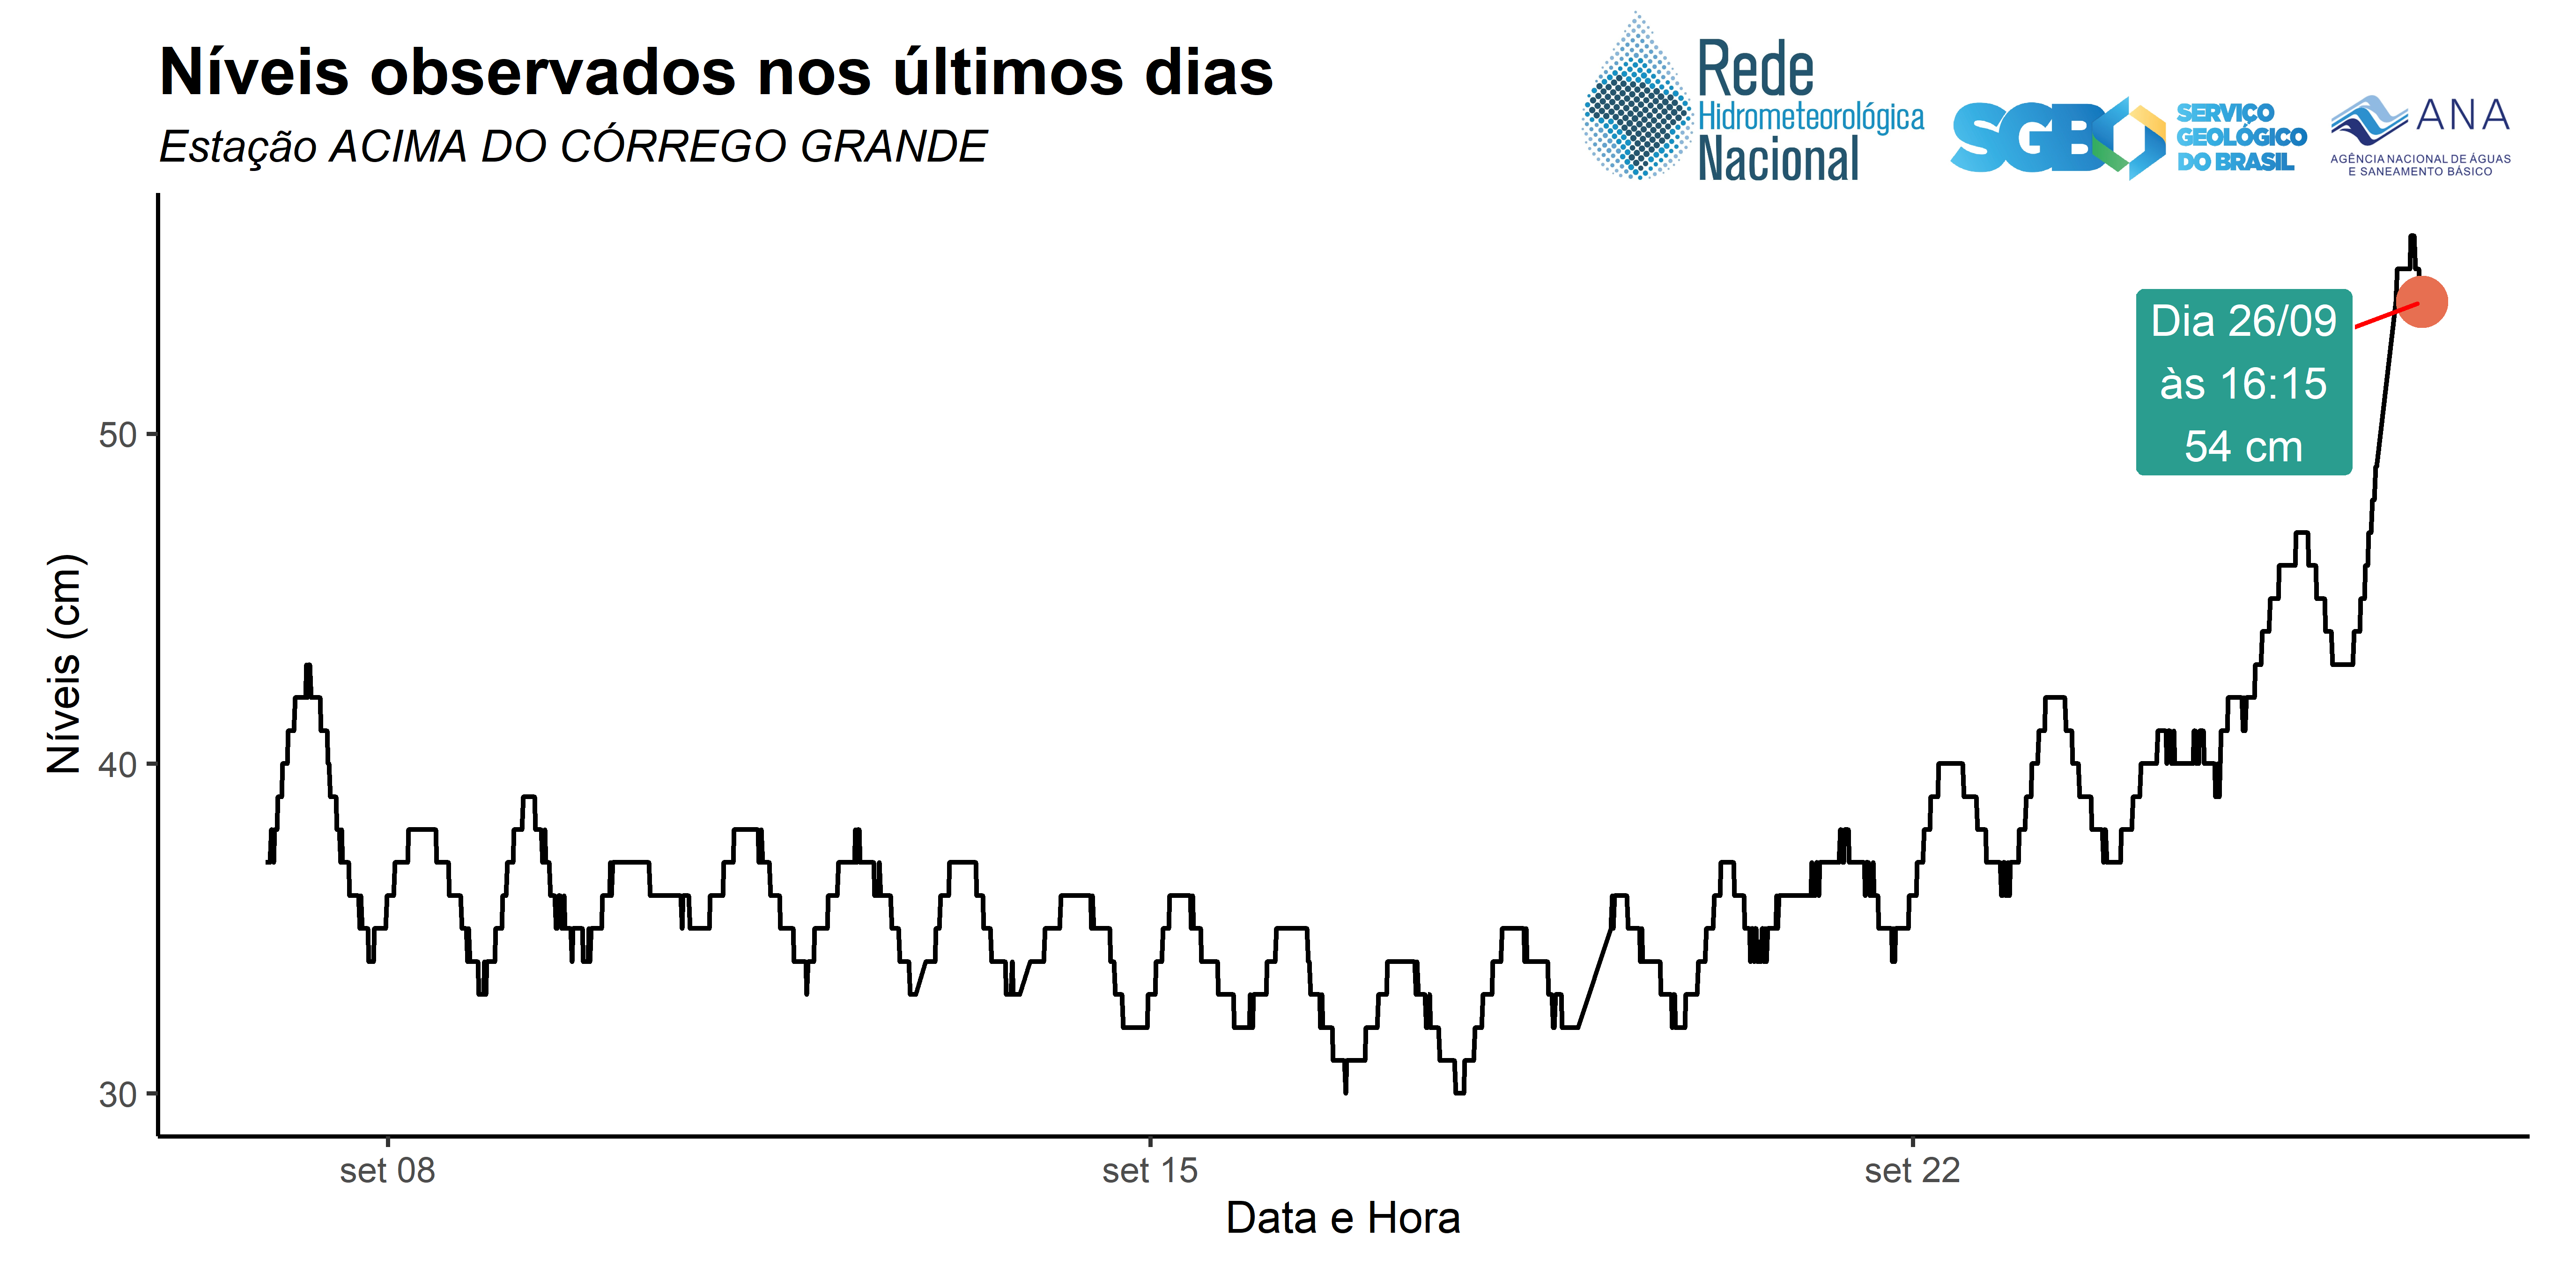 Níveis observados nos últimos dias
Estação ACIMA DO CÓRREGO GRANDE
Rede
Hidrometeorológica
Nacional
SGB
SERVIÇO
GEOLÓGICO
DO BRASIL
ANA
AGÊNCIA NACIONAL DE ÁGUAS
E SANEAMENTO BÁSICO
Dia 26/09
às 16:15
54 cm
Níveis (cm)
50
40
30
set 08
set 15
set 22
Data e Hora